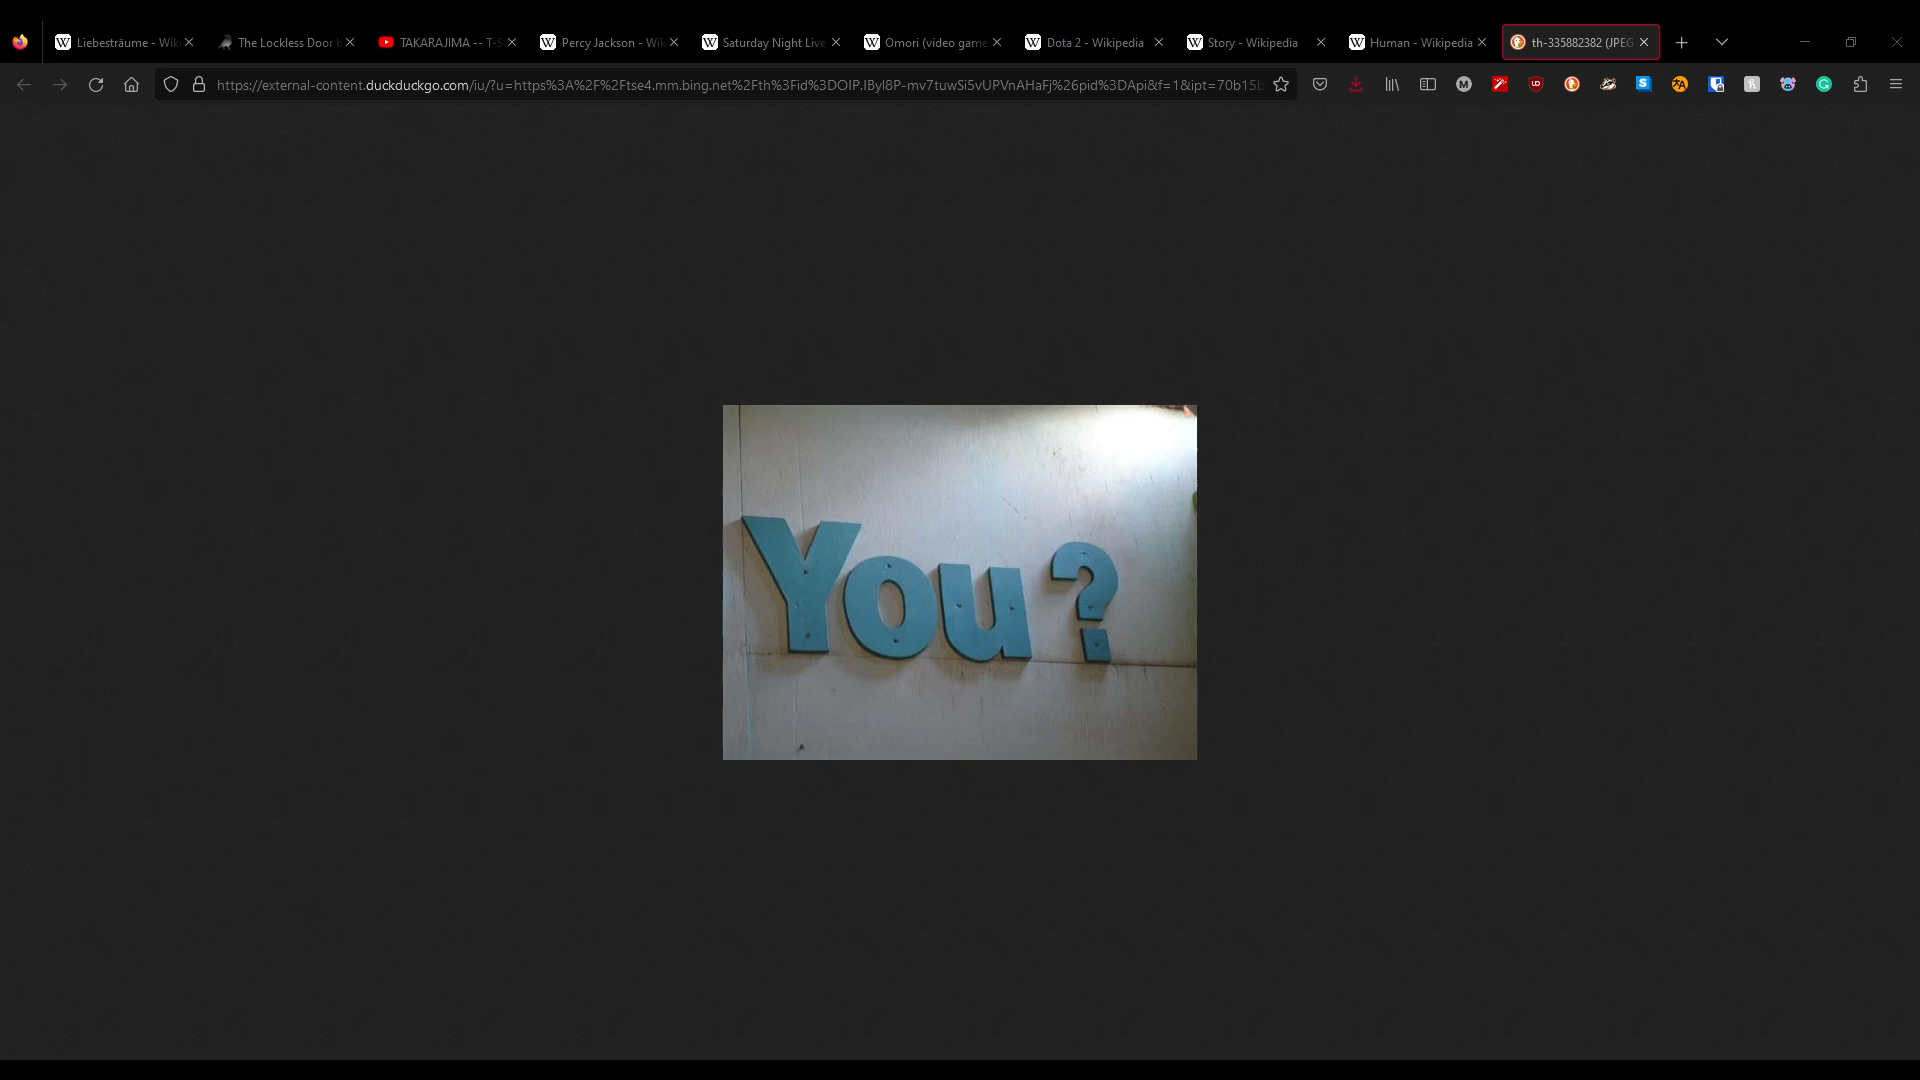 Liebesträume - Wiki
The Lockless Door b
TAKARAJIMA -- T-S
Percy Jackson - Wik
Saturday Night Live
Omori (video game
Dota 2 - Wikipedia
Story - Wikipedia
Human - Wikipedia
th-335882382 (JPEG
https://external-content.duckduckgo.com/iu/?u=https%3A%2F%2Ftse4.mm.bing.net%2Fth%3Fid%3DOIP.IByl8P-mv7tuwSi5vUPVnAHaFj%26pid%3DApi&f=1&ipt=70b15b
You?